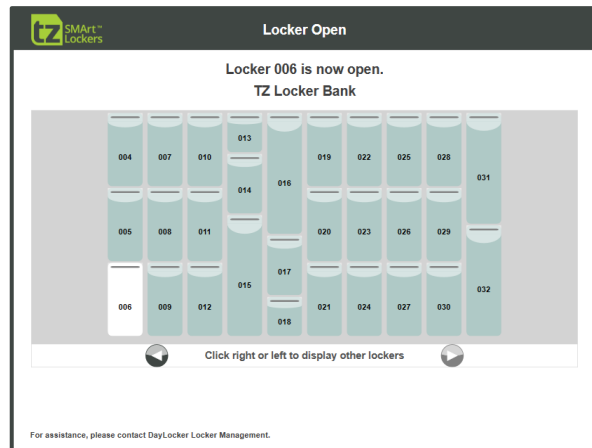 tz SMArt™
Lockers
Locker Open
Locker 006 is now open.
TZ Locker Bank
013
004 007 010 019 022 025 028
031
014 016
005 008 011 020 023 026 029
017
015 032
006 009 012 021 024 027 030
018
Click right or left to display other lockers
For assistance, please contact DayLocker Locker Management.